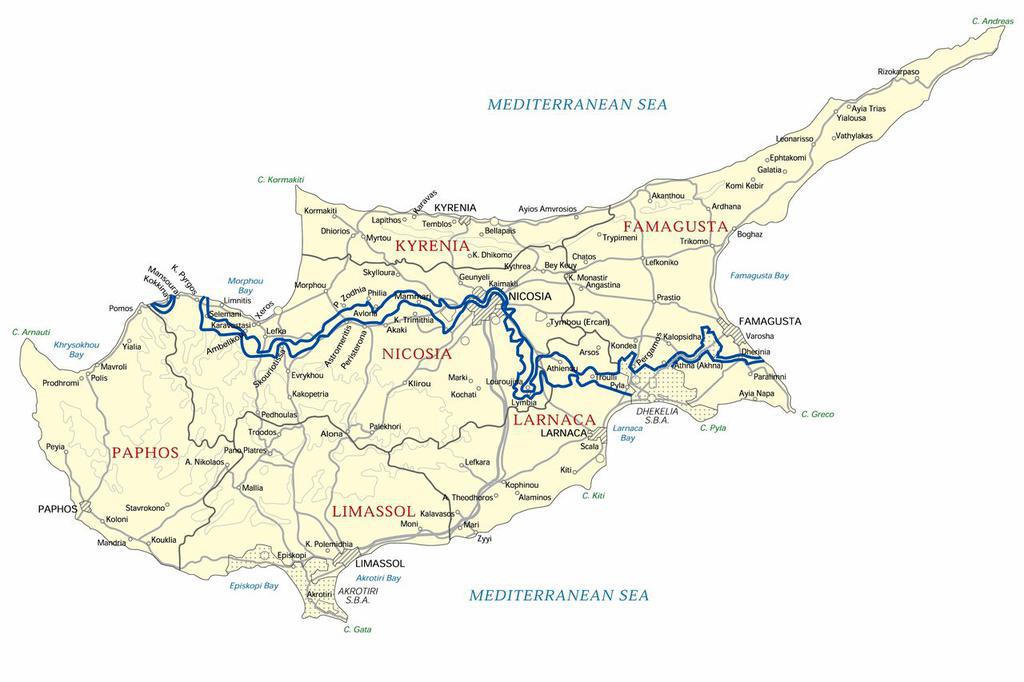 C. Andreas
Rizokarpaso
MEDITERRANEAN SEA
Ayia Trias
Yialousa
Leonarisso
Vathylakas
Ephtakomi
Galatia
Komi Kebir
C. Kormakiti
Akanthou
Ardhana
Kormakiti
Lapithos
Karavas
KYRENIA
Temblos
Ayios Amvrosios
Dhiorios
Myrtou
Bellapais
KYRENIA
FAMAGUSTA
Trypimeni
Trikomo
Boghaz
K. Dhikomo
Chatos
Lefkoniko
Kythrea
Bey Keuy
Skylloura
Geunyeli
K. Monastir
Angastina
Famagusta Bay
Morphou
Bay
Morphou
Kaimakli
Kokkina
Mansoura
K. Pyrgos
Limnitis
P. Zodhia
Philia
Mammari
NICOSIA
Prastio
Pomos
Selemani
Xeros
Avlona
K. Trimithia
Tymbou (Ercan)
FAMAGUSTA
Karavostasi
Lefka
Akaki
Varosha
C. Arnauti
Khrysokhou
Bay
Yialia
Ambelikou
Skouriotissa
Astromeritis
Peristerona
NICOSIA
Arsos
Kondea
Pergamos
Kalopsidha
Dherinia
Mavroli
Prodhromi
Polis
Evrykhou
Klirou
Marki
Athienou
Troulli
Athna (Akhna)
Paralimni
Kakopetria
Kochati
Louroujina
Pyla
Lymbia
Ayia Napa
Pedhoulas
LARNACA
DHEKELIA
S.B.A.
C. Greco
Troodos
Alona
Palekhori
LARNACA
Larnaca
Bay
C. Pyla
Peyia
PAPHOS
Pano Platres
Scala
A. Nikolaos
Lefkara
Kiti
Mallia
Kophinou
C. Kiti
A. Theodhoros
Alaminos
PAPHOS
Stavrokono
LIMASSOL
Kalavasos
Koloni
Moni
Mari
Mandria
Kouklia
Zyyi
K. Polemidhia
Episkopi
LIMASSOL
Akrotiri Bay
Episkopi Bay
Akrotiri
AKROTIRI
S.B.A.
MEDITERRANEAN SEA
C. Gata